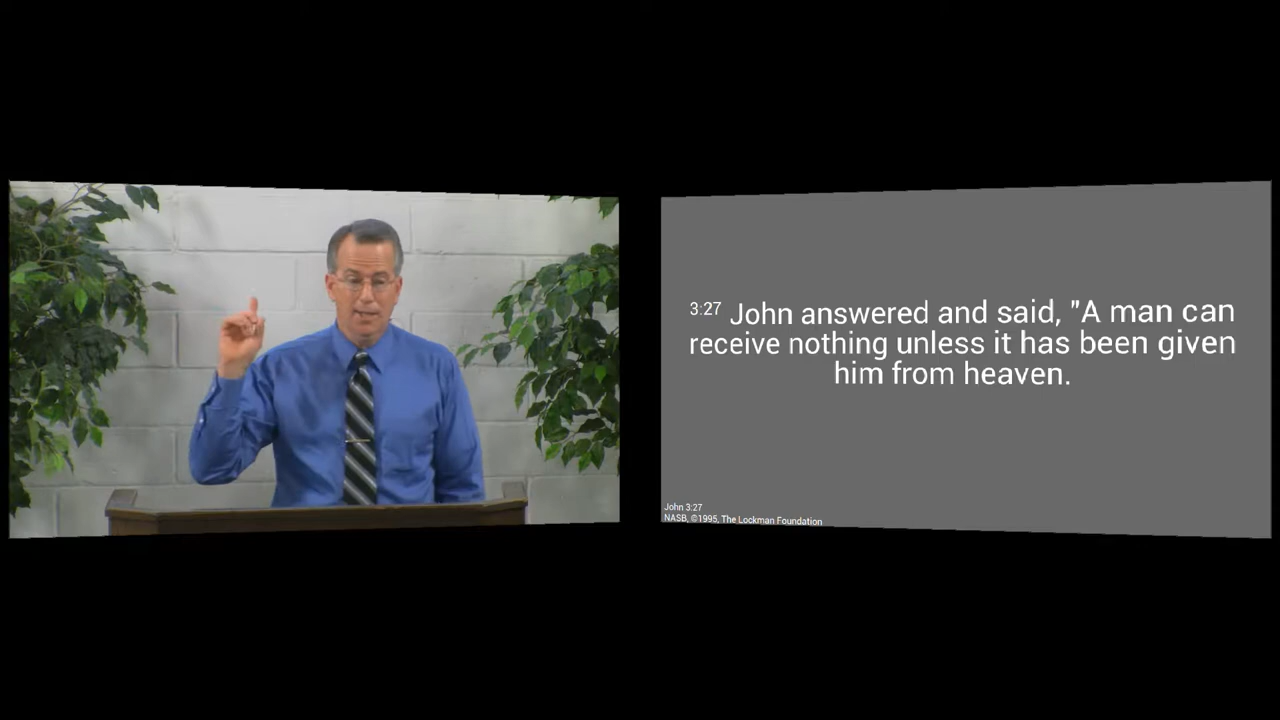 3:27 John answered and said, "A man can
receive nothing unless it has been given
him from heaven.
John 3:27
NASB, ©1995, The Lockman Foundation